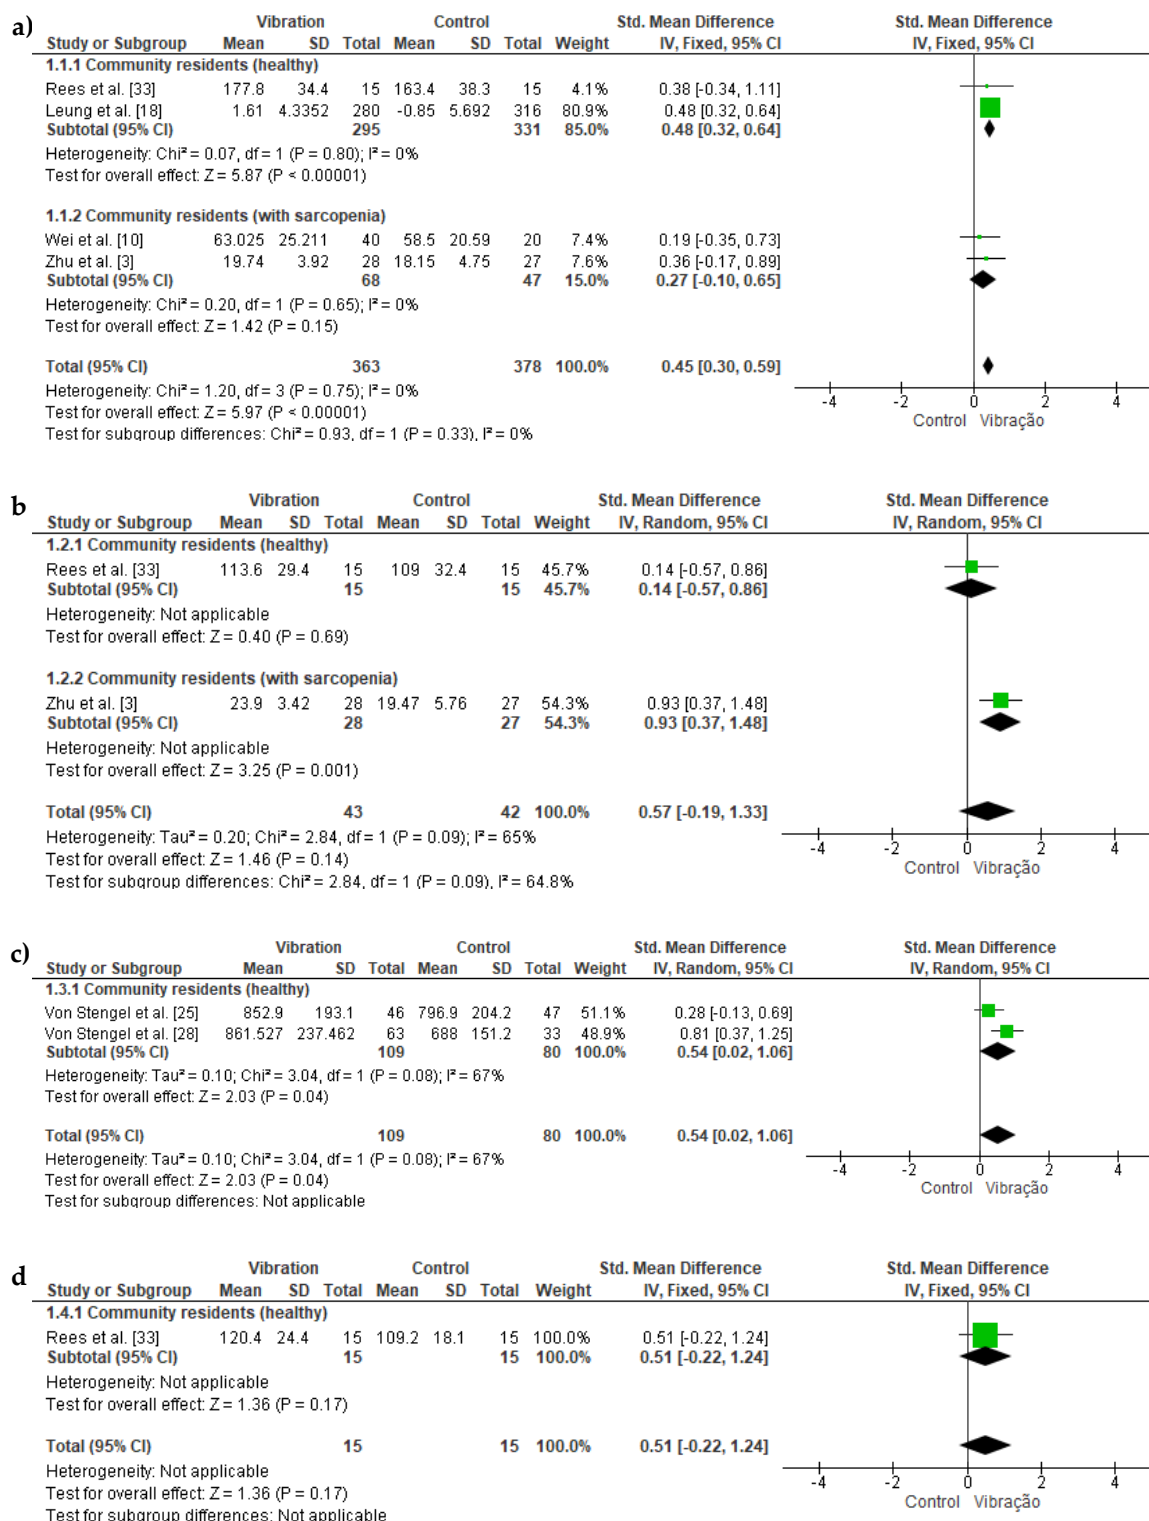 a)
Vibration Control Std. Mean Difference Std. Mean Difference
Study or Subgroup Mean SD Total Mean SD Total Weight IV, Fixed, 95% CI IV, Fixed, 95% CI
1.1.1 Community residents (healthy)
Rees et al. [33] 177.8 34.4 15 163.4 38.3 15 4.1% 0.38 [-0.34, 1.11]
Leung et al. [18] 1.61 4.3352 280 -0.85 5.692 316 80.9% 0.48 [0.32, 0.64]
Subtotal (95% CI) 295 331 85.0% 0.48 [0.32, 0.64]
Heterogeneity: Chi² = 0.07, df = 1 (P = 0.80); I² = 0%
Test for overall effect: Z = 5.87 (P < 0.00001)
1.1.2 Community residents (with sarcopenia)
Wei et al. [10] 63.025 25.211 40 58.5 20.59 20 7.4% 0.19 [-0.35, 0.73]
Zhu et al. [3] 19.74 3.92 28 18.15 4.75 27 7.6% 0.36 [-0.17, 0.89]
Subtotal (95% CI) 68 47 15.0% 0.27 [-0.10, 0.65]
Heterogeneity: Chi² = 0.20, df = 1 (P = 0.65); I² = 0%
Test for overall effect: Z = 1.42 (P = 0.15)
Total (95% CI) 363 378 100.0% 0.45 [0.30, 0.59]
Heterogeneity: Chi² = 1.20, df = 3 (P = 0.75); I² = 0%
Test for overall effect: Z = 5.97 (P < 0.00001)
Test for subgroup differences: Chi² = 0.93, df = 1 (P = 0.33), I² = 0%
-4 -2 0 2 4
Control Vibração
b
Vibration Control Std. Mean Difference Std. Mean Difference
Study or Subgroup Mean SD Total Mean SD Total Weight IV, Random, 95% CI IV, Random, 95% CI
1.2.1 Community residents (healthy)
Rees et al. [33] 113.6 29.4 15 109 32.4 15 45.7% 0.14 [-0.57, 0.86]
Subtotal (95% CI) 15 15 45.7% 0.14 [-0.57, 0.86]
Heterogeneity: Not applicable
Test for overall effect: Z = 0.40 (P = 0.69)
1.2.2 Community residents (with sarcopenia)
Zhu et al. [3] 23.9 3.42 28 19.47 5.76 27 54.3% 0.93 [0.37, 1.48]
Subtotal (95% CI) 28 27 54.3% 0.93 [0.37, 1.48]
Heterogeneity: Not applicable
Test for overall effect: Z = 3.25 (P = 0.001)
Total (95% CI) 43 42 100.0% 0.57 [-0.19, 1.33]
Heterogeneity: Tau² = 0.20; Chi² = 2.84, df = 1 (P = 0.09); I² = 65%
Test for overall effect: Z = 1.46 (P = 0.14)
Test for subgroup differences: Chi² = 2.84, df = 1 (P = 0.09), I² = 64.8%
-4 -2 0 2 4
Control Vibração
c)
Vibration Control Std. Mean Difference Std. Mean Difference
Study or Subgroup Mean SD Total Mean SD Total Weight IV, Random, 95% CI IV, Random, 95% CI
1.3.1 Community residents (healthy)
Von Stengel et al. [25] 852.9 193.1 46 796.9 204.2 47 51.1% 0.28 [-0.13, 0.69]
Von Stengel et al. [28] 861.527 237.462 63 688 151.2 33 48.9% 0.81 [0.37, 1.25]
Subtotal (95% CI) 109 80 100.0% 0.54 [0.02, 1.06]
Heterogeneity: Tau² = 0.10; Chi² = 3.04, df = 1 (P = 0.08); I² = 67%
Test for overall effect: Z = 2.03 (P = 0.04)
Total (95% CI) 109 80 100.0% 0.54 [0.02, 1.06]
Heterogeneity: Tau² = 0.10; Chi² = 3.04, df = 1 (P = 0.08); I² = 67%
Test for overall effect: Z = 2.03 (P = 0.04)
Test for subgroup differences: Not applicable
-4 -2 0 2 4
Control Vibração
d
Vibration Control Std. Mean Difference Std. Mean Difference
Study or Subgroup Mean SD Total Mean SD Total Weight IV, Fixed, 95% CI IV, Fixed, 95% CI
1.4.1 Community residents (healthy)
Rees et al. [33] 120.4 24.4 15 109.2 18.1 15 100.0% 0.51 [-0.22, 1.24]
Subtotal (95% CI) 15 15 100.0% 0.51 [-0.22, 1.24]
Heterogeneity: Not applicable
Test for overall effect: Z = 1.36 (P = 0.17)
Total (95% CI) 15 15 100.0% 0.51 [-0.22, 1.24]
Heterogeneity: Not applicable
Test for overall effect: Z = 1.36 (P = 0.17)
Test for subgroup differences: Not applicable
-4 -2 0 2 4
Control Vibração